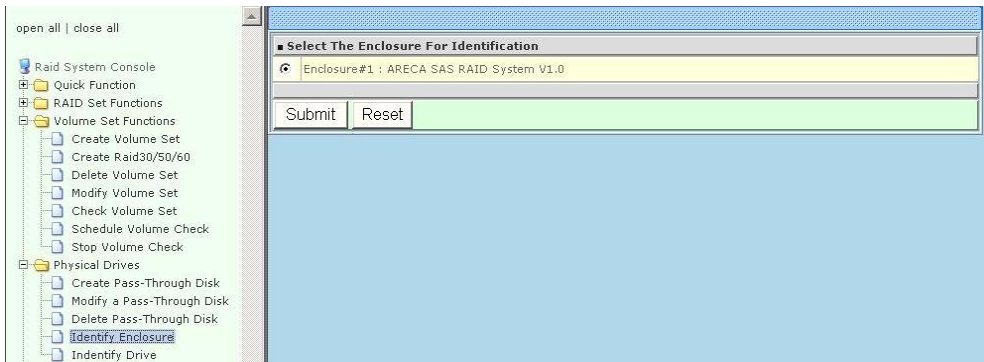 open all | close all
Raid System Console
Quick Function
RAID Set Functions
Volume Set Functions
Create Volume Set
Create Raid30/50/60
Delete Volume Set
Modify Volume Set
Check Volume Set
Schedule Volume Check
Stop Volume Check
Physical Drives
Create Pass-Through Disk
Modify a Pass-Through Disk
Delete Pass-Through Disk
Identify Enclosure
Indentify Drive
Select The Enclosure For Identification
Enclosure#1 : ARECA SAS RAID System V1.0
Submit Reset